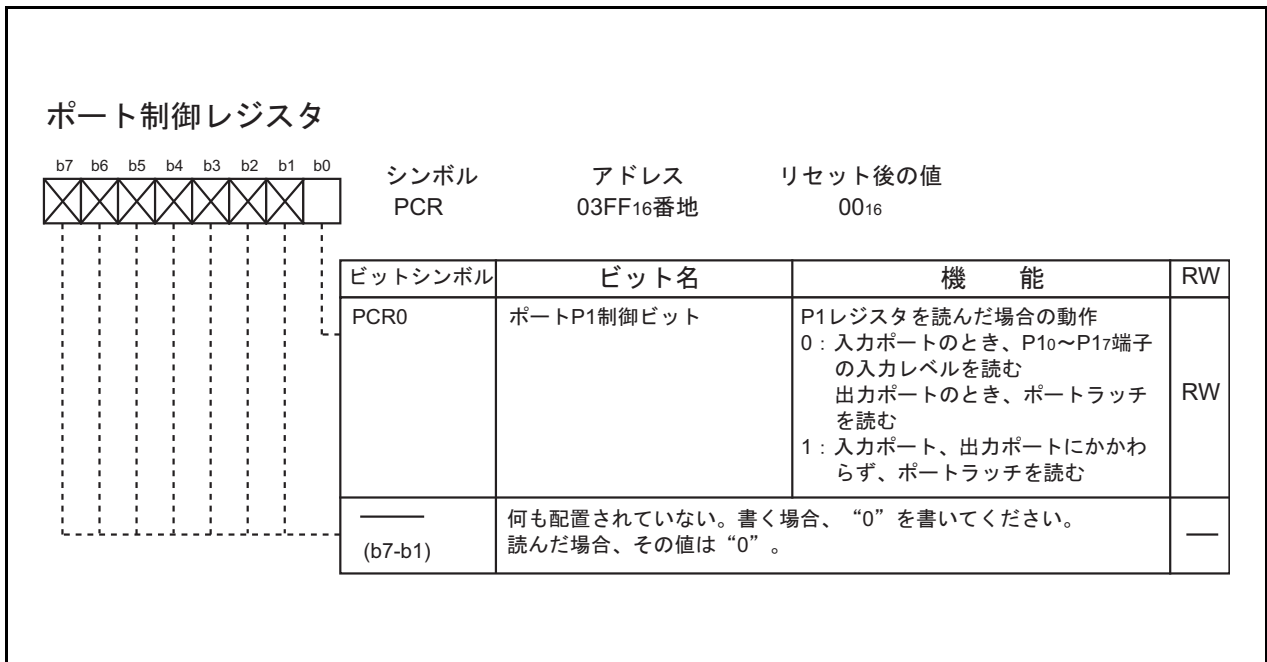 ポート制御レジスタ
b7 b6 b5 b4 b3 b2 b1 b0
シンボル アドレス リセット後の値
PCR 03FF16番地 0016
ビットシンボル ビット名 機 能 RW
PCR0 ポートP1制御ビット P1レジスタを読んだ場合の動作
0：入力ポートのとき、P10～P17端子
の入力レベルを読む
出力ポートのとき、ポートラッチ
を読む
1：入力ポート、出力ポートにかかわ
らず、ポートラッチを読む
RW
(b7-b1)
何も配置されていない。書く場合、“0”を書いてください。
読んだ場合、その値は“0”。